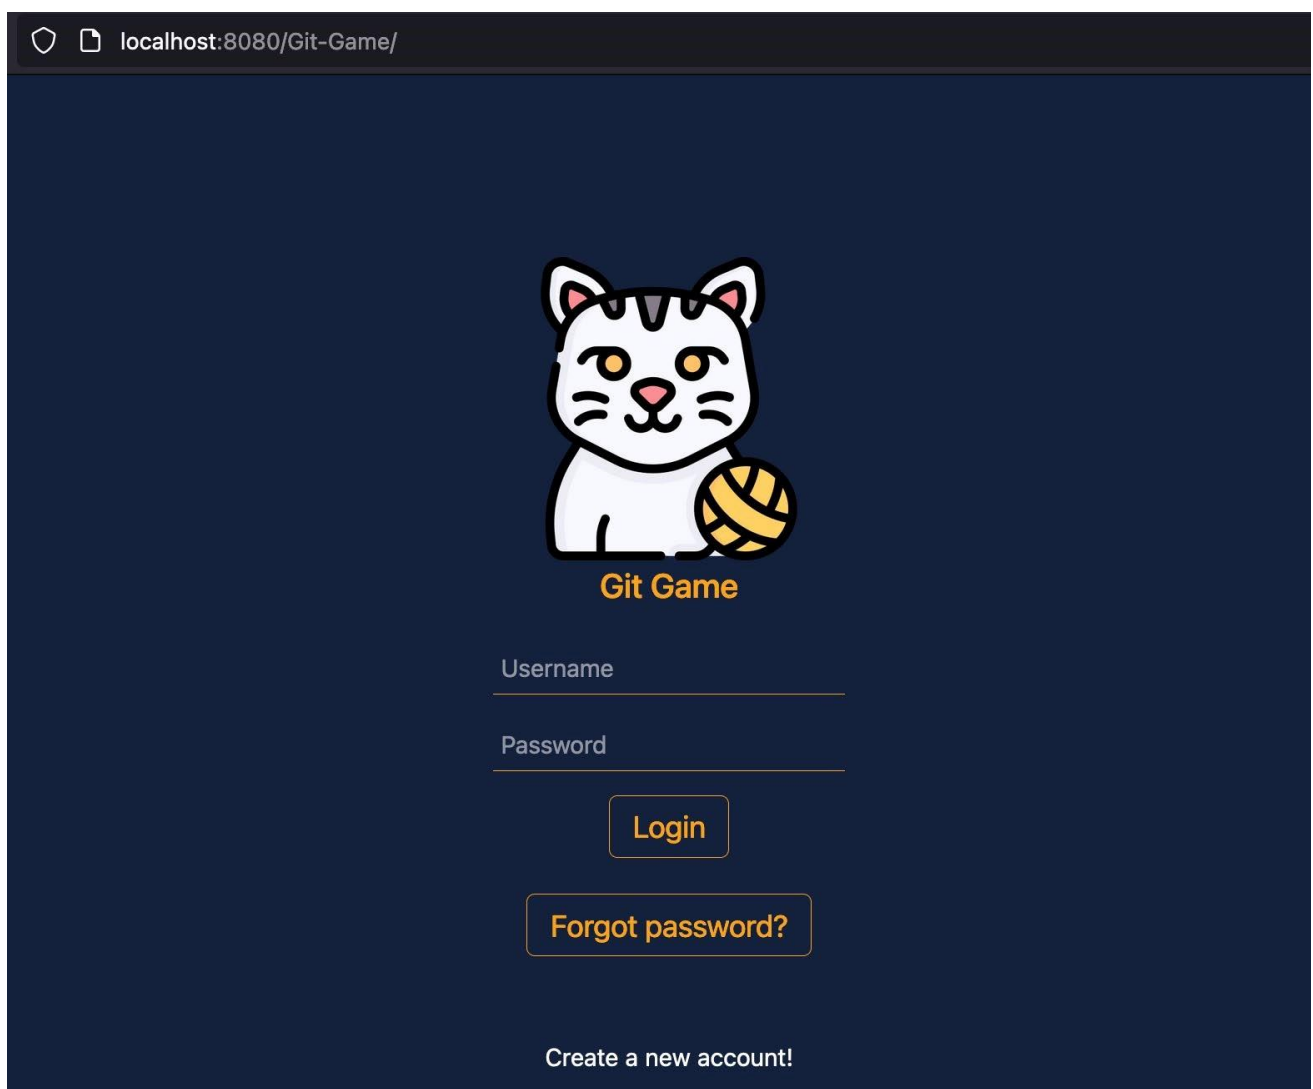 localhost:8080/Git-Game/
Git Game
Username
Password
Login
Forgot password?
Create a new account!